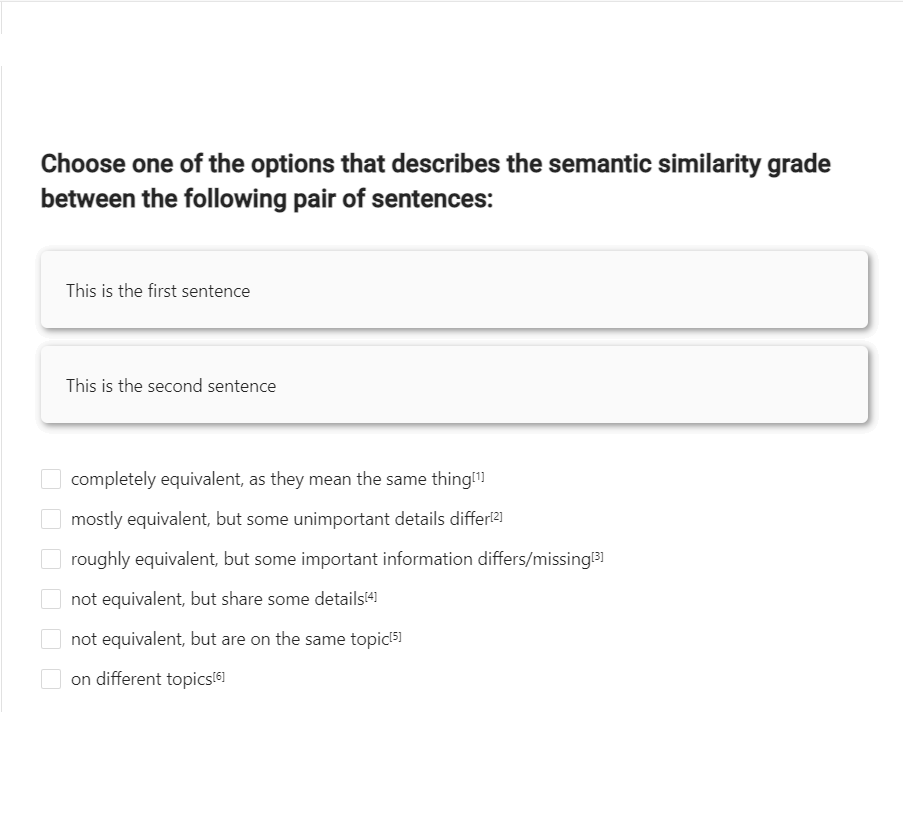 Choose one of the options that describes the semantic similarity grade
between the following pair of sentences:
This is the first sentence
This is the second sentence
completely equivalent, as they mean the same thing[1]
mostly equivalent, but some unimportant details differ[2]
roughly equivalent, but some important information differs/missing[3]
not equivalent, but share some details[4]
not equivalent, but are on the same topic[5]
on different topics[6]